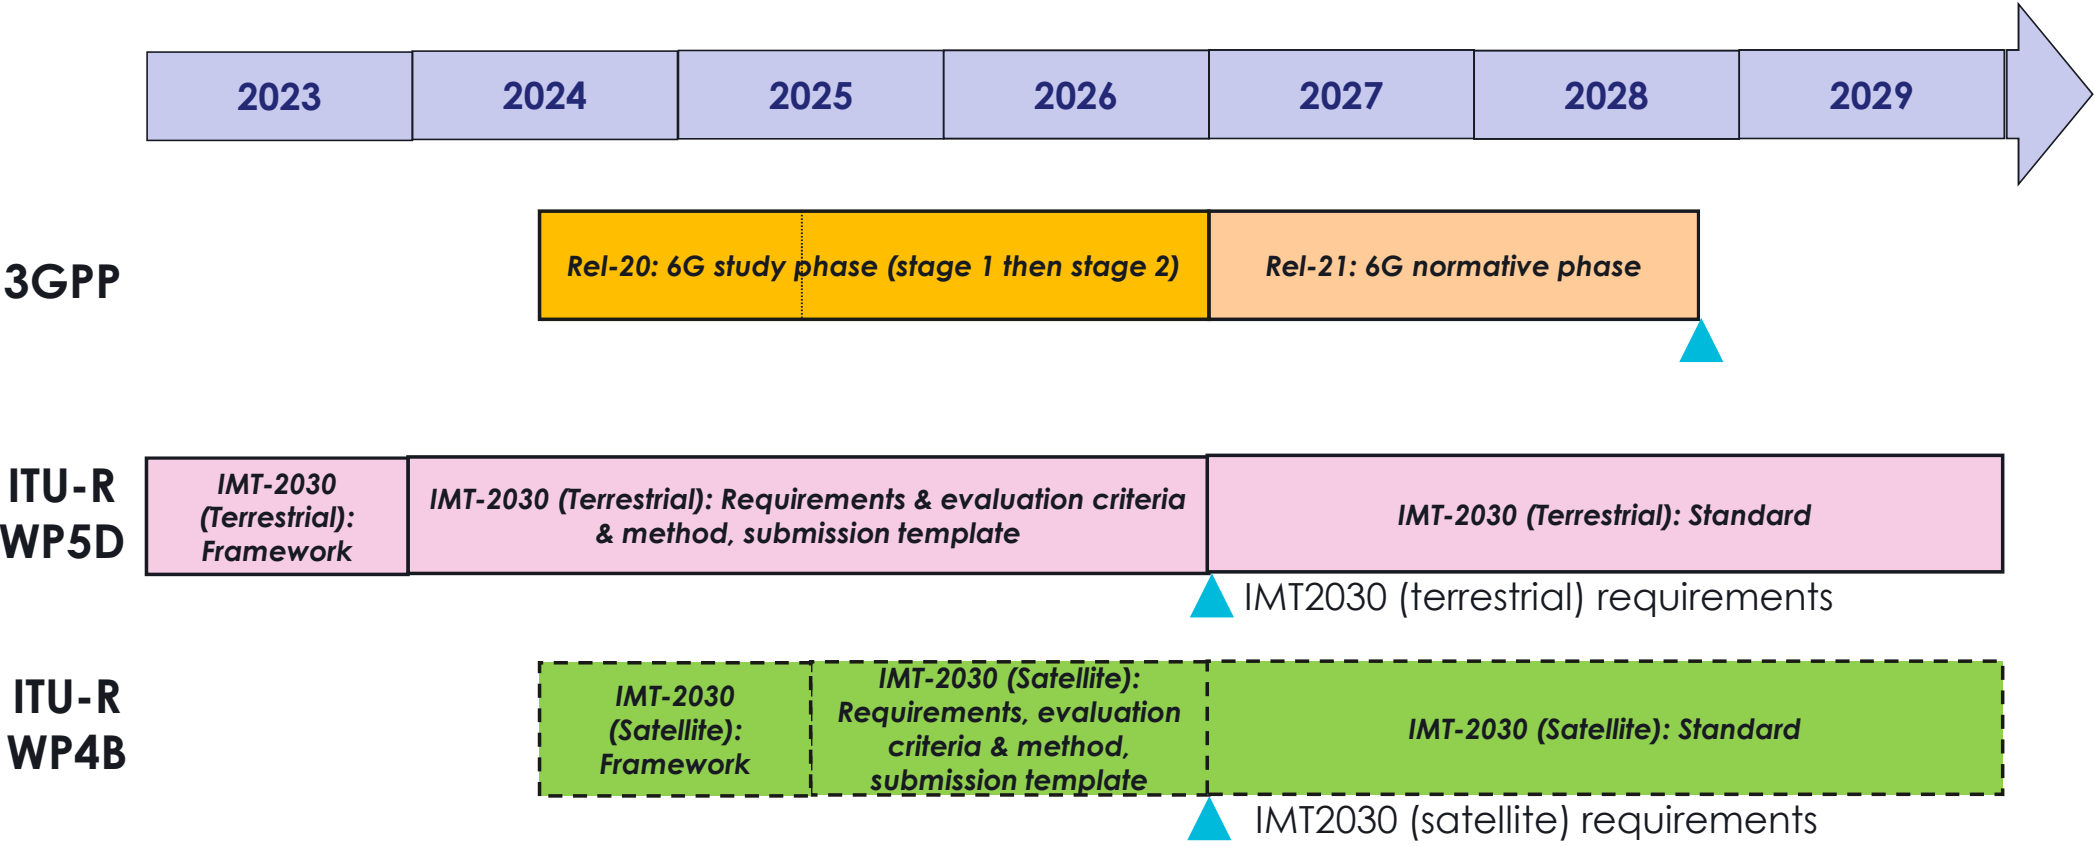 2023 2024 2025 2026 2027 2028 2029
3GPP
Rel-20: 6G study phase (stage 1 then stage 2)
Rel-21: 6G normative phase
ITU-R
WP5D
IMT-2030
(Terrestrial):
Framework
IMT-2030 (Terrestrial): Requirements & evaluation criteria
& method, submission template
IMT-2030 (Terrestrial): Standard
IMT2030 (terrestrial) requirements
ITU-R
WP4B
IMT-2030
(Satellite):
Framework
IMT-2030 (Satellite):
Requirements, evaluation
criteria & method,
submission template
IMT-2030 (Satellite): Standard
IMT2030 (satellite) requirements